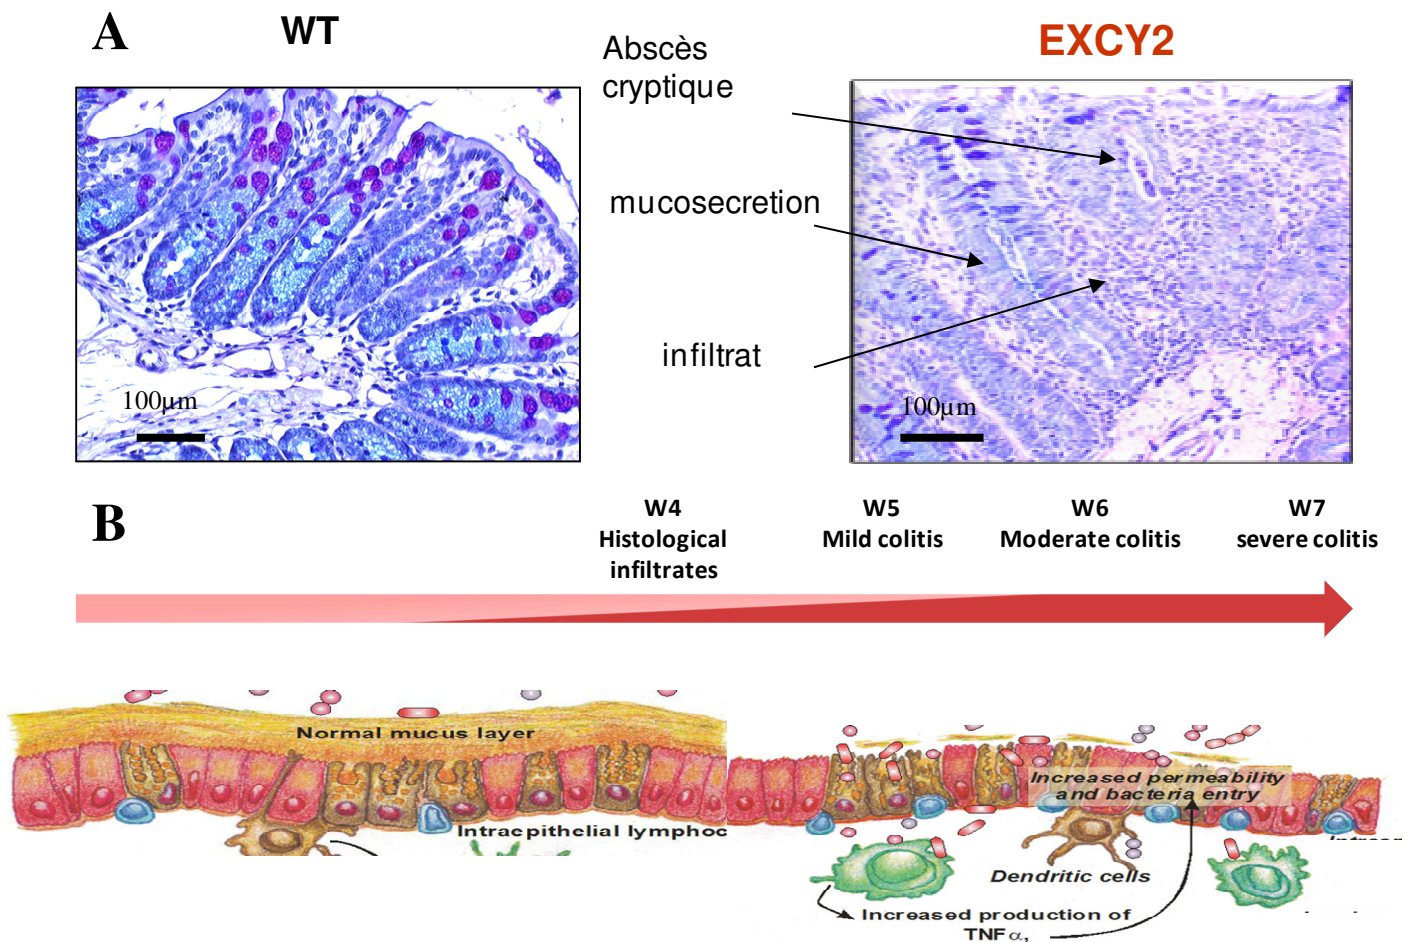 A
WT
Abscès
cryptique
EXCY2
mucosecretion
infiltrat
100µm
100µm
B
W4
Histological
infiltrates
W5
Mild colitis
W6
Moderate colitis
W7
severe colitis
Normal mucus layer
Intraepithelial lymphoc
Increased permeability
and bacteria entry
Dendritic cells
Increased production of
TNFα,